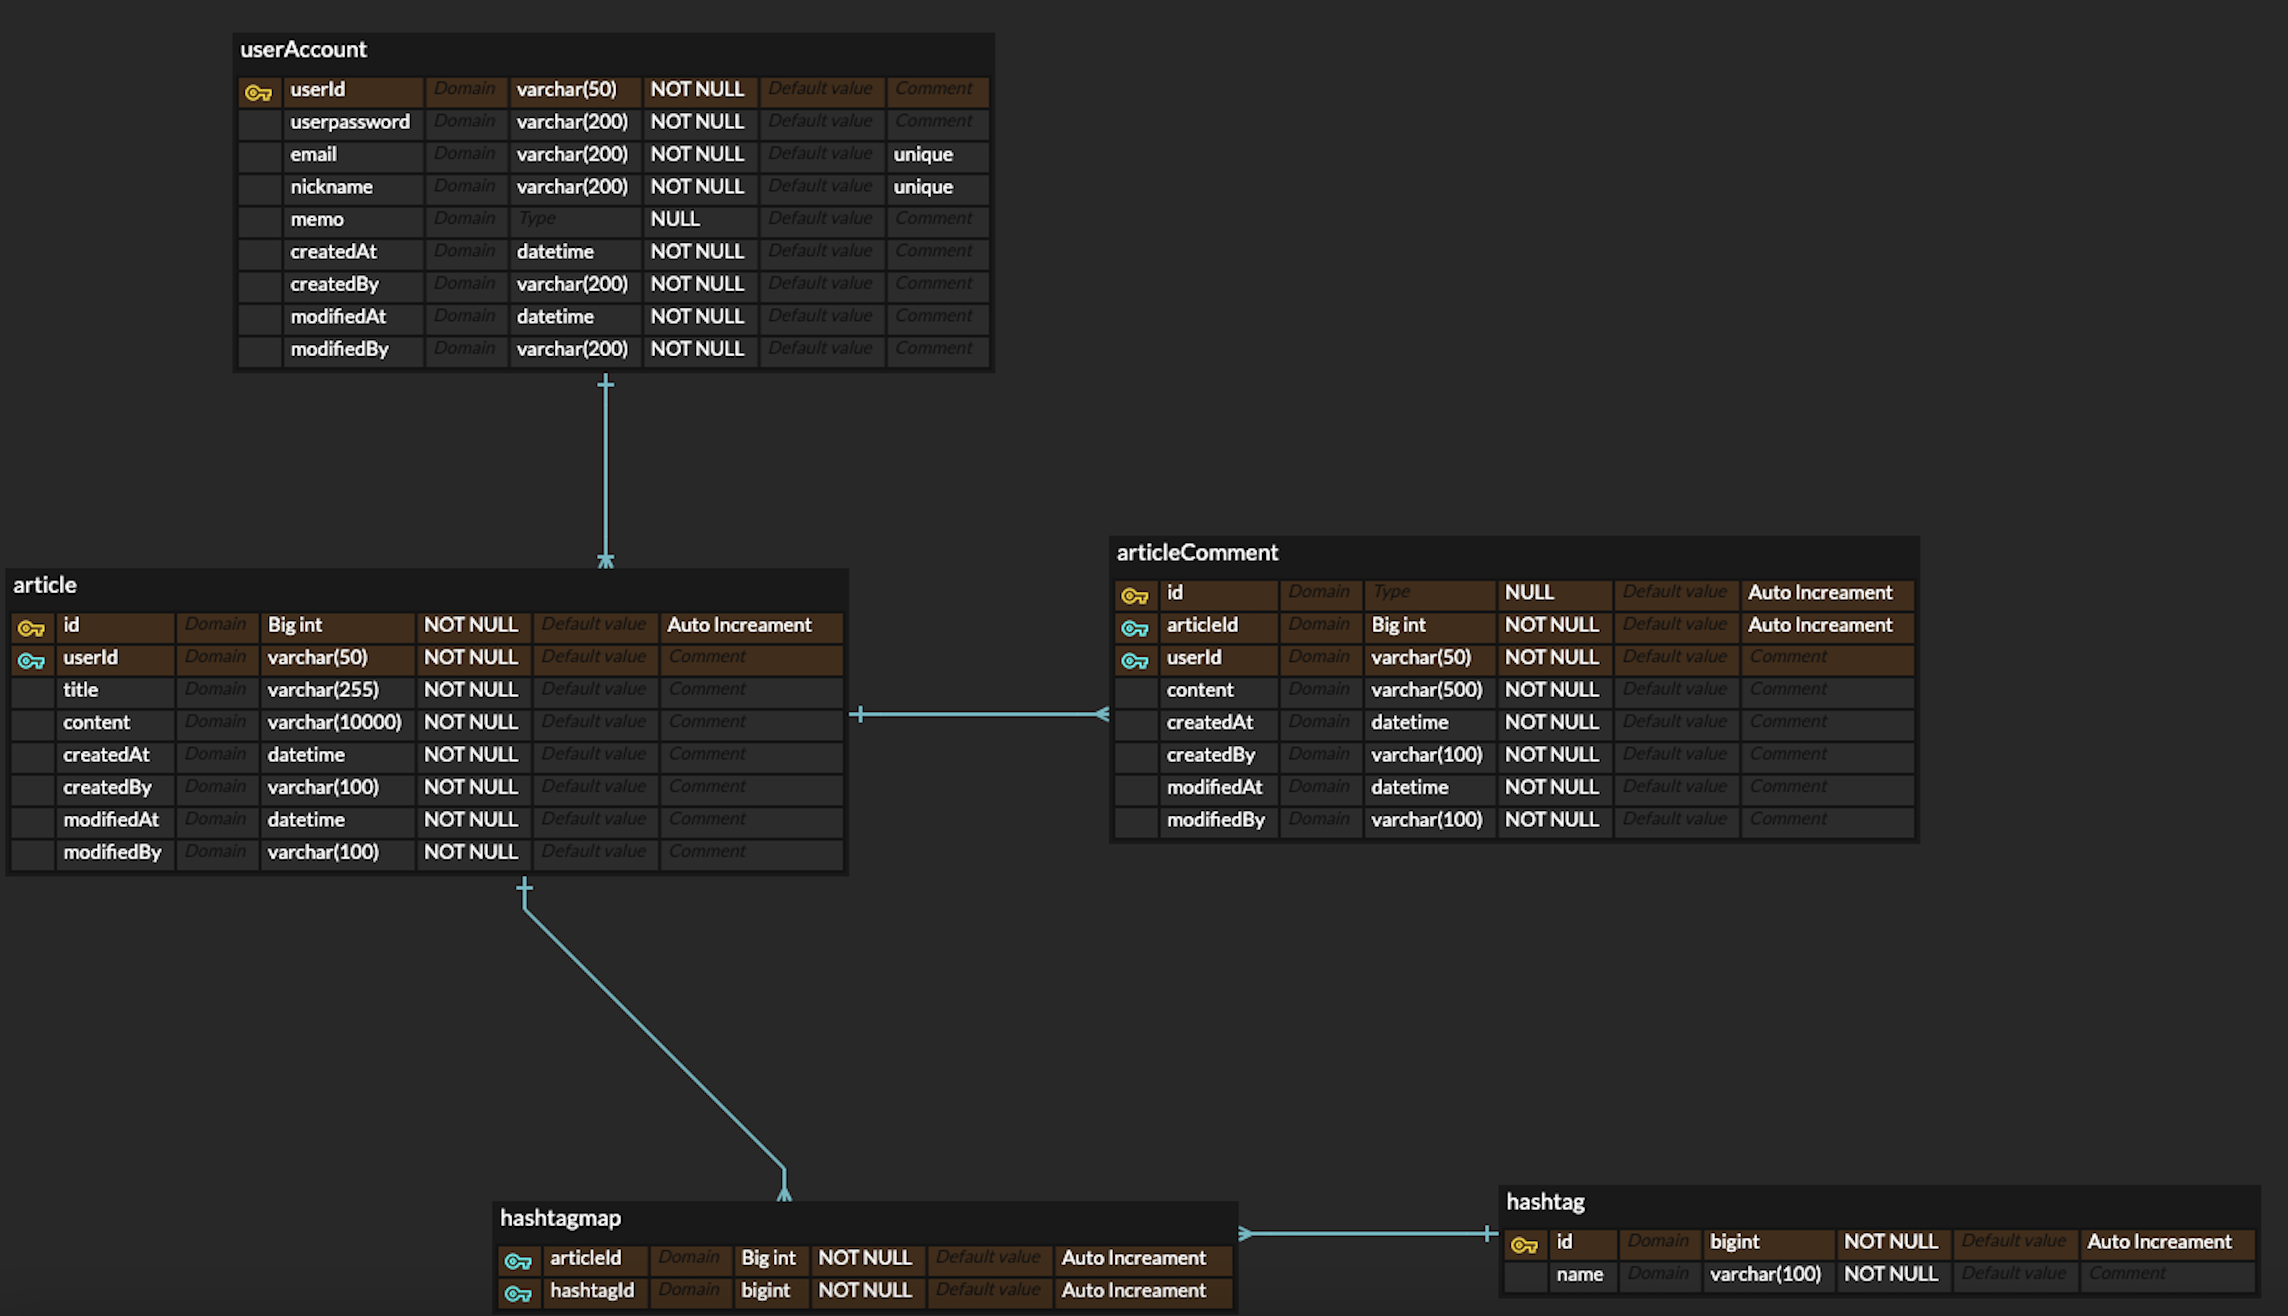 userAccount
userId Domain varchar(50) NOT NULL Default value Comment
userpassword Domain varchar(200) NOT NULL Default value Comment
email Domain varchar(200) NOT NULL Default value unique
nickname Domain varchar(200) NOT NULL Default value unique
memo Domain Type NULL Default value Comment
createdAt Domain datetime NOT NULL Default value Comment
createdBy Domain varchar(200) NOT NULL Default value Comment
modifiedAt Domain datetime NOT NULL Default value Comment
modifiedBy Domain varchar(200) NOT NULL Default value Comment
article
id Domain Big int NOT NULL Default value Auto Increament
userId Domain varchar(50) NOT NULL Default value Comment
title Domain varchar(255) NOT NULL Default value Comment
content Domain varchar(10000) NOT NULL Default value Comment
createdAt Domain datetime NOT NULL Default value Comment
createdBy Domain varchar(100) NOT NULL Default value Comment
modifiedAt Domain datetime NOT NULL Default value Comment
modifiedBy Domain varchar(100) NOT NULL Default value Comment
articleComment
id Domain Type NULL Default value Auto Increament
articleId Domain Big int NOT NULL Default value Auto Increament
userId Domain varchar(50) NOT NULL Default value Comment
content Domain varchar(500) NOT NULL Default value Comment
createdAt Domain datetime NOT NULL Default value Comment
createdBy Domain varchar(100) NOT NULL Default value Comment
modifiedAt Domain datetime NOT NULL Default value Comment
modifiedBy Domain varchar(100) NOT NULL Default value Comment
hashtagmap
articleId Domain Big int NOT NULL Default value Auto Increament
hashtagId Domain bigint NOT NULL Default value Auto Increament
hashtag
id Domain bigint NOT NULL Default value Auto Increament
name Domain varchar(100) NOT NULL Default value Comment